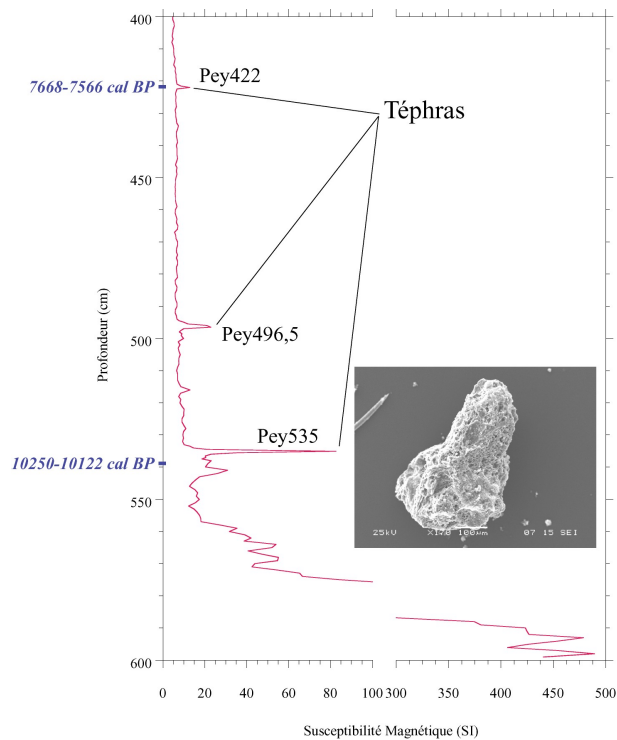 400
Pey422
7668-7566 cal BP
Téphras
450
Profondeur (cm)
500
Pey496,5
Pey535
10250-10122 cal BP
550
25kV X170 100µm 07 15 SEI
600
0 20 40 60 80 100 300 350 400 450 500
Susceptibilité Magnétique (SI)